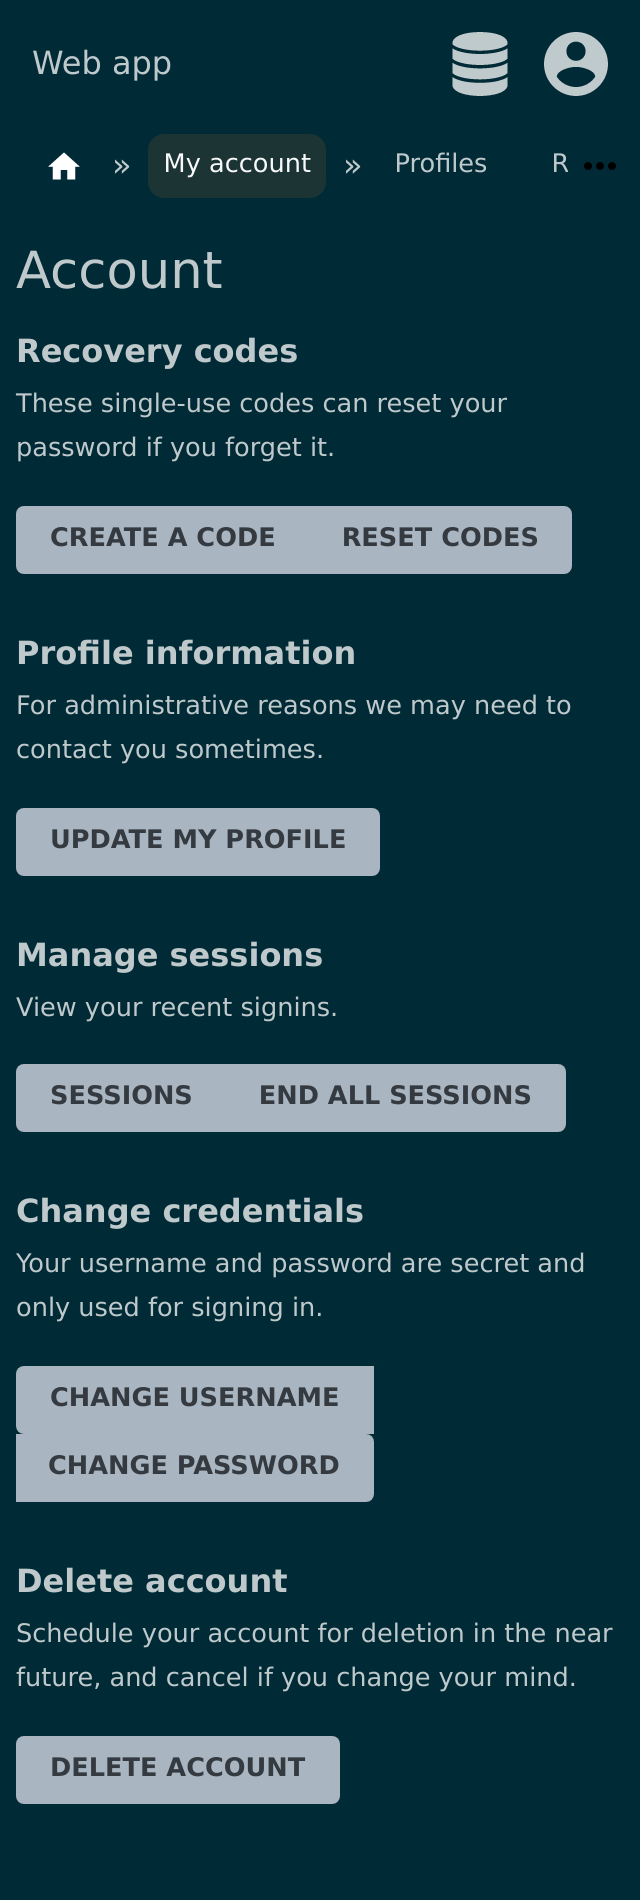 Web app
» My account » Profiles R
Account
Recovery codes
These single-use codes can reset your
password if you forget it.
CREATE A CODE RESET CODES
Profile information
For administrative reasons we may need to
contact you sometimes.
UPDATE MY PROFILE
Manage sessions
View your recent signins.
SESSIONS END ALL SESSIONS
Change credentials
Your username and password are secret and
only used for signing in.
CHANGE USERNAME
CHANGE PASSWORD
Delete account
Schedule your account for deletion in the near
future, and cancel if you change your mind.
DELETE ACCOUNT